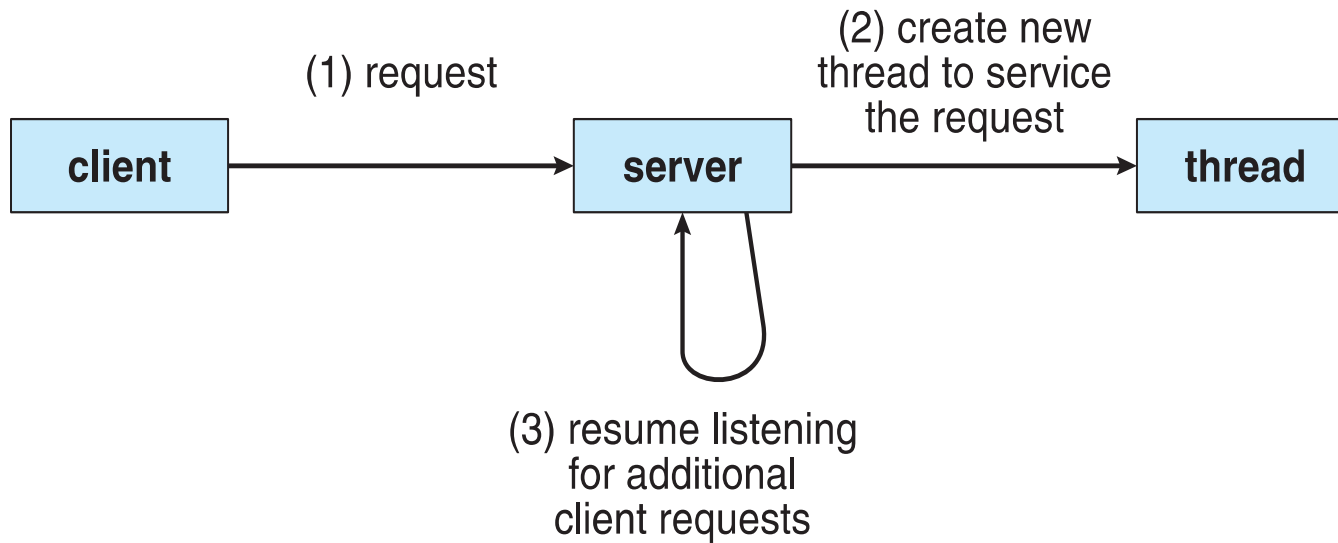 (1) request
(2) create new
thread to service
the request
client
server
thread
(3) resume listening
for additional
client requests